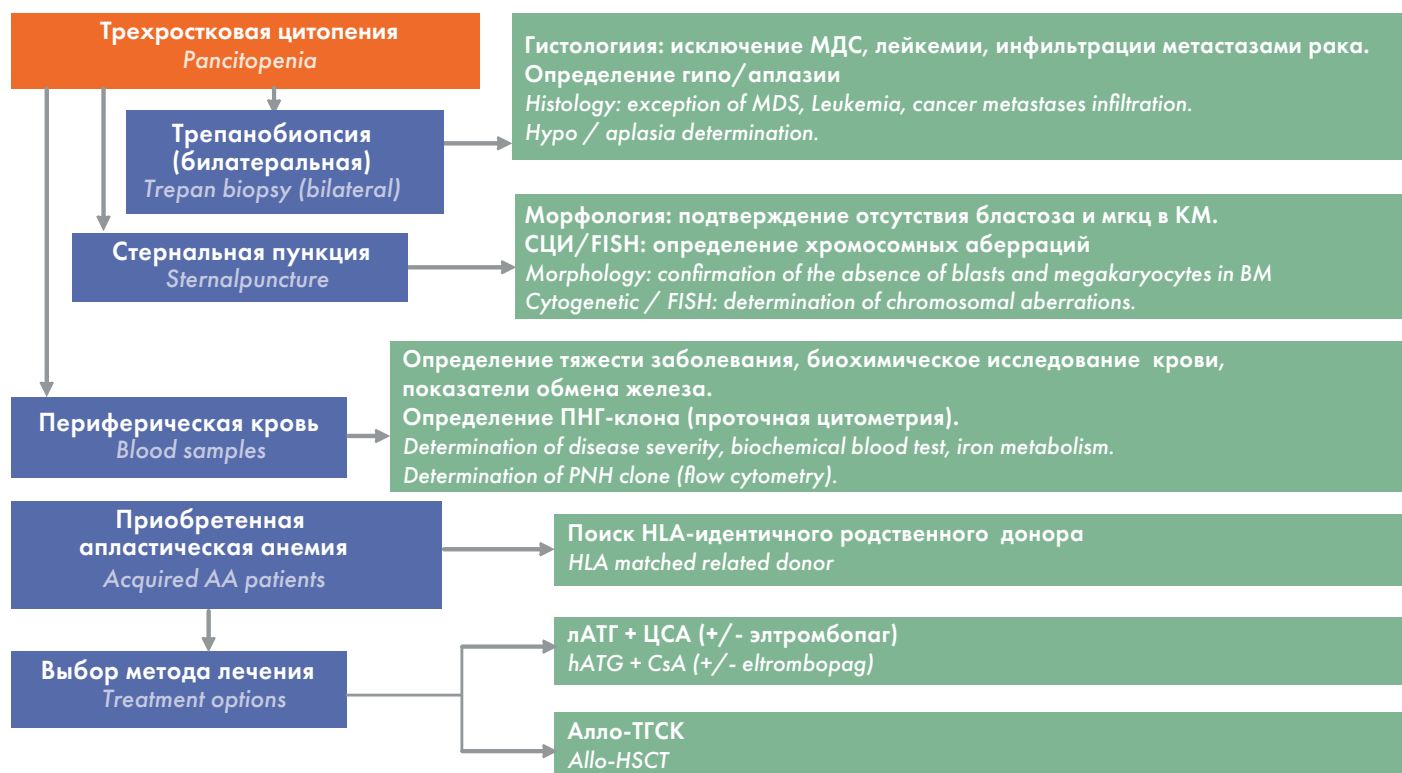 Трехростковая цитопения
Pancitopenia
Гистологиия: исключение МДС, лейкемии, инфильтрации метастазами рака.
Определение гипо/аплазии
Histology: exception of MDS, Leukemia, cancer metastases infiltration.
Hypo / aplasia determination.
Трепанобиопсия
(билатеральная)
Trepan biopsy (bilateral)
Морфология: подтверждение отсутствия бластоза и мгкц в КМ.
СЦИ/FISH: определение хромосомных аберраций
Morphology: confirmation of the absence of blasts and megakaryocytes in BM
Cytogenetic / FISH: determination of chromosomal aberrations.
Стернальная пункция
Sternalpuncture
Определение тяжести заболевания, биохимическое исследование крови,
показатели обмена железа.
Определение ПНГ-клона (проточная цитометрия).
Determination of disease severity, biochemical blood test, iron metabolism.
Determination of PNH clone (flow cytometry).
Периферическая кровь
Blood samples
Приобретенная
апластическая анемия
Acquired AA patients
Поиск HLA-идентичного родственного донора
HLA matched related donor
лАТГ + ЦСА (+/- элтромбопаг)
hATG + CsA (+/- eltrombopag)
Выбор метода лечения
Treatment options
Алло-ТГСК
Allo-HSCT